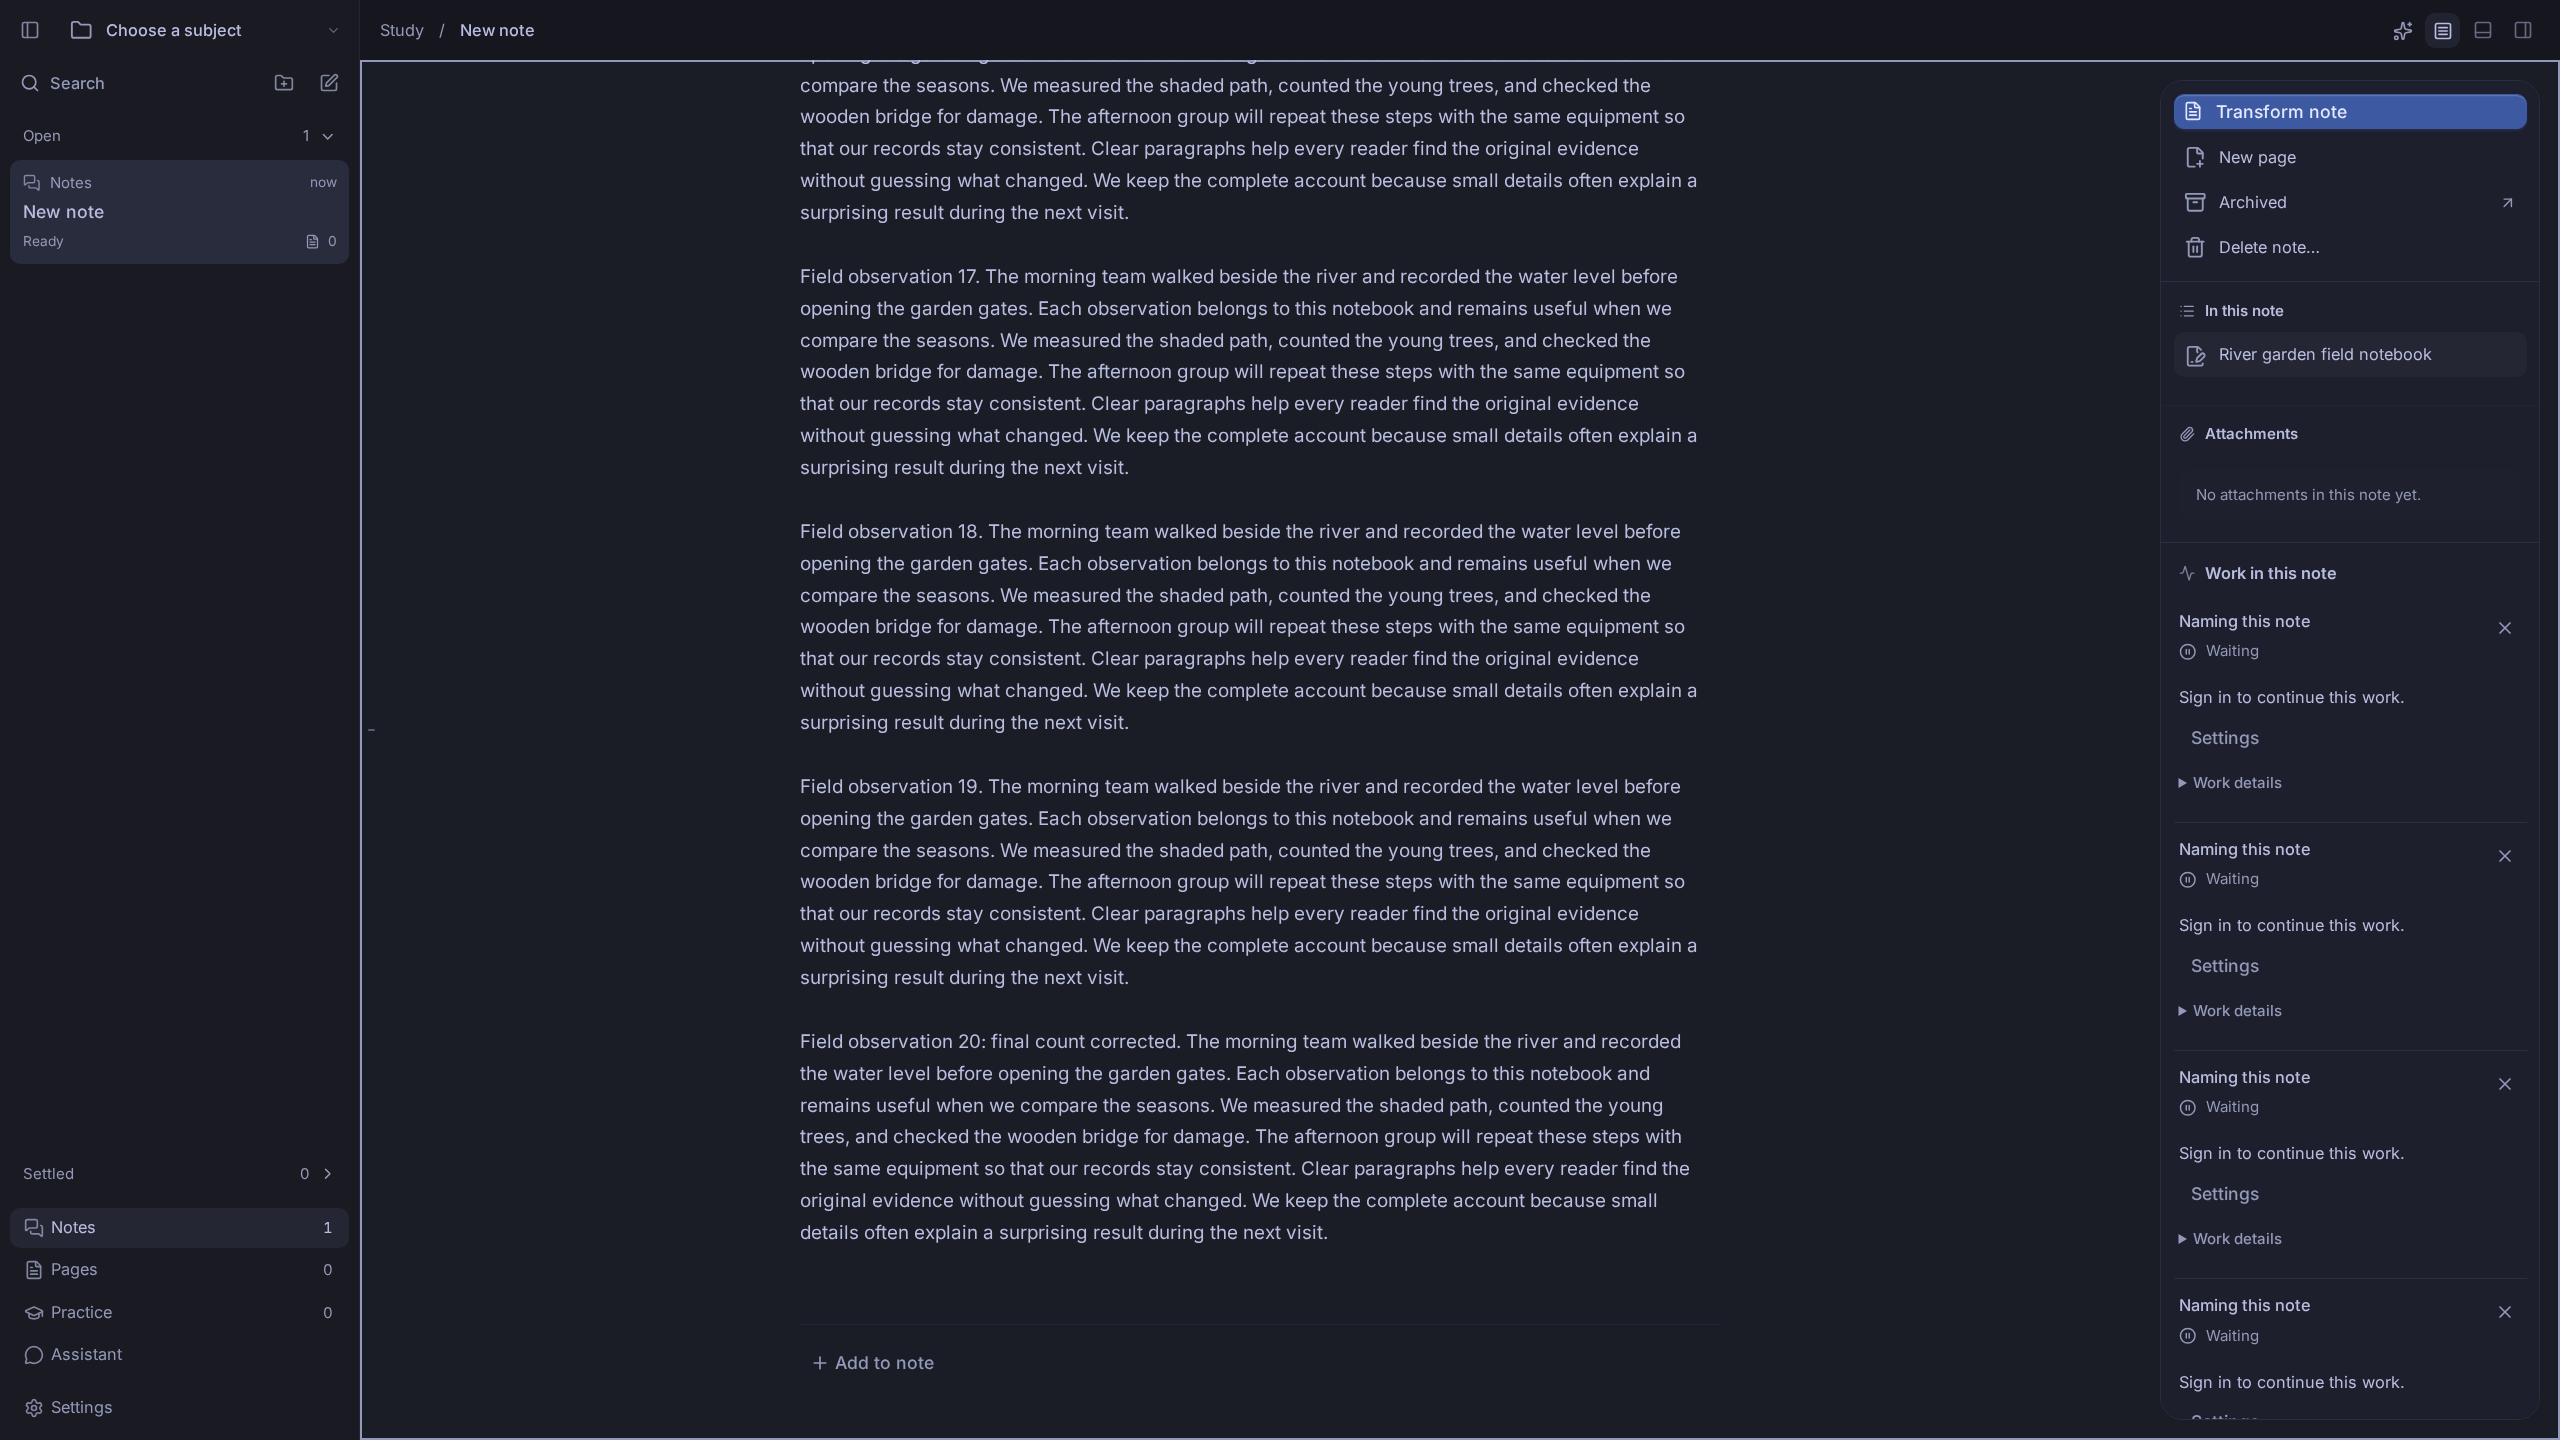 Choose a subject
Search
Open 1
Notes now
New note
Ready 0
Settled 0
Notes 1
Pages 0
Practice 0
Assistant
Settings
Study / New note
compare the seasons. We measured the shaded path, counted the young trees, and checked the
wooden bridge for damage. The afternoon group will repeat these steps with the same equipment so
that our records stay consistent. Clear paragraphs help every reader find the original evidence
without guessing what changed. We keep the complete account because small details often explain a
surprising result during the next visit.
Field observation 17. The morning team walked beside the river and recorded the water level before
opening the garden gates. Each observation belongs to this notebook and remains useful when we
compare the seasons. We measured the shaded path, counted the young trees, and checked the
wooden bridge for damage. The afternoon group will repeat these steps with the same equipment so
that our records stay consistent. Clear paragraphs help every reader find the original evidence
without guessing what changed. We keep the complete account because small details often explain a
surprising result during the next visit.
Field observation 18. The morning team walked beside the river and recorded the water level before
opening the garden gates. Each observation belongs to this notebook and remains useful when we
compare the seasons. We measured the shaded path, counted the young trees, and checked the
wooden bridge for damage. The afternoon group will repeat these steps with the same equipment so
that our records stay consistent. Clear paragraphs help every reader find the original evidence
without guessing what changed. We keep the complete account because small details often explain a
surprising result during the next visit.
Field observation 19. The morning team walked beside the river and recorded the water level before
opening the garden gates. Each observation belongs to this notebook and remains useful when we
compare the seasons. We measured the shaded path, counted the young trees, and checked the
wooden bridge for damage. The afternoon group will repeat these steps with the same equipment so
that our records stay consistent. Clear paragraphs help every reader find the original evidence
without guessing what changed. We keep the complete account because small details often explain a
surprising result during the next visit.
Field observation 20: final count corrected. The morning team walked beside the river and recorded
the water level before opening the garden gates. Each observation belongs to this notebook and
remains useful when we compare the seasons. We measured the shaded path, counted the young
trees, and checked the wooden bridge for damage. The afternoon group will repeat these steps with
the same equipment so that our records stay consistent. Clear paragraphs help every reader find the
original evidence without guessing what changed. We keep the complete account because small
details often explain a surprising result during the next visit.
Add to note
Transform note
New page
Archived
Delete note...
In this note
River garden field notebook
Attachments
No attachments in this note yet.
Work in this note
Naming this note
Waiting
Sign in to continue this work.
Settings
Work details
Naming this note
Waiting
Sign in to continue this work.
Settings
Work details
Naming this note
Waiting
Sign in to continue this work.
Settings
Work details
Naming this note
Waiting
Sign in to continue this work.